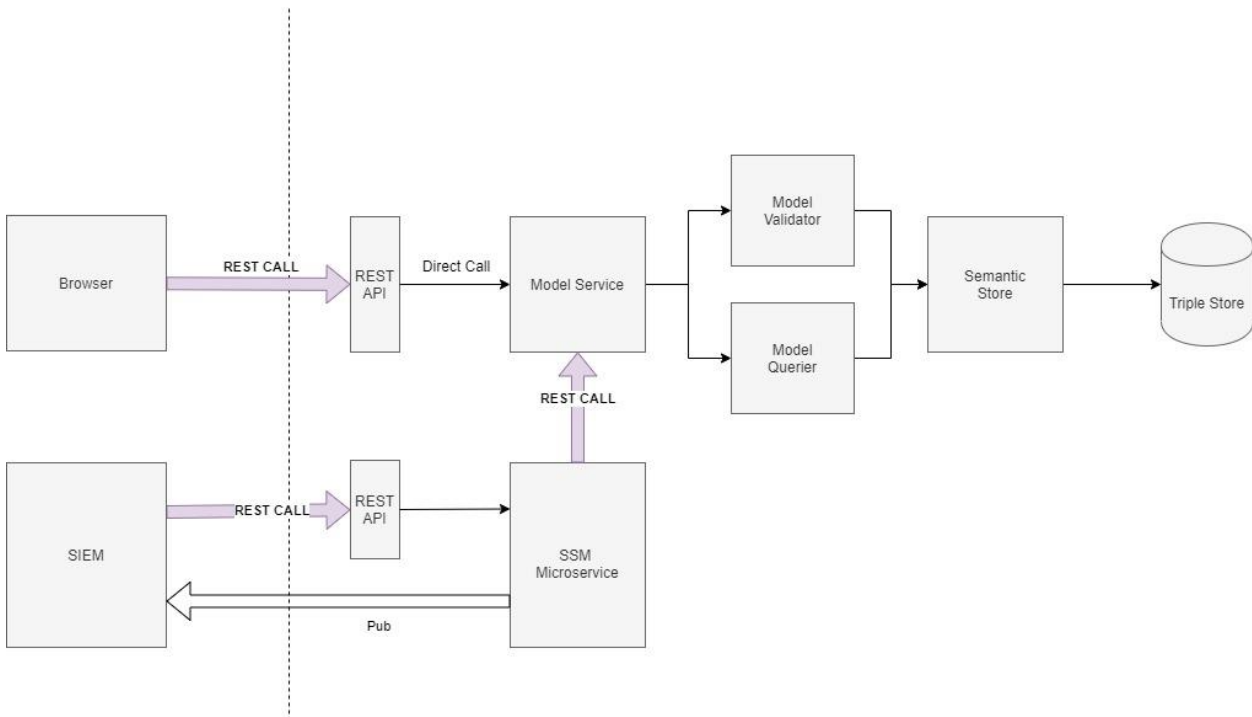 Model
Validator
REST CALL
Direct Call
Browser
REST
API
Model Service
Semantic
Store
Triple Store
Model
Querier
REST CALL
REST CALL
REST
API
SIEM
SSM
Microservice
Pub